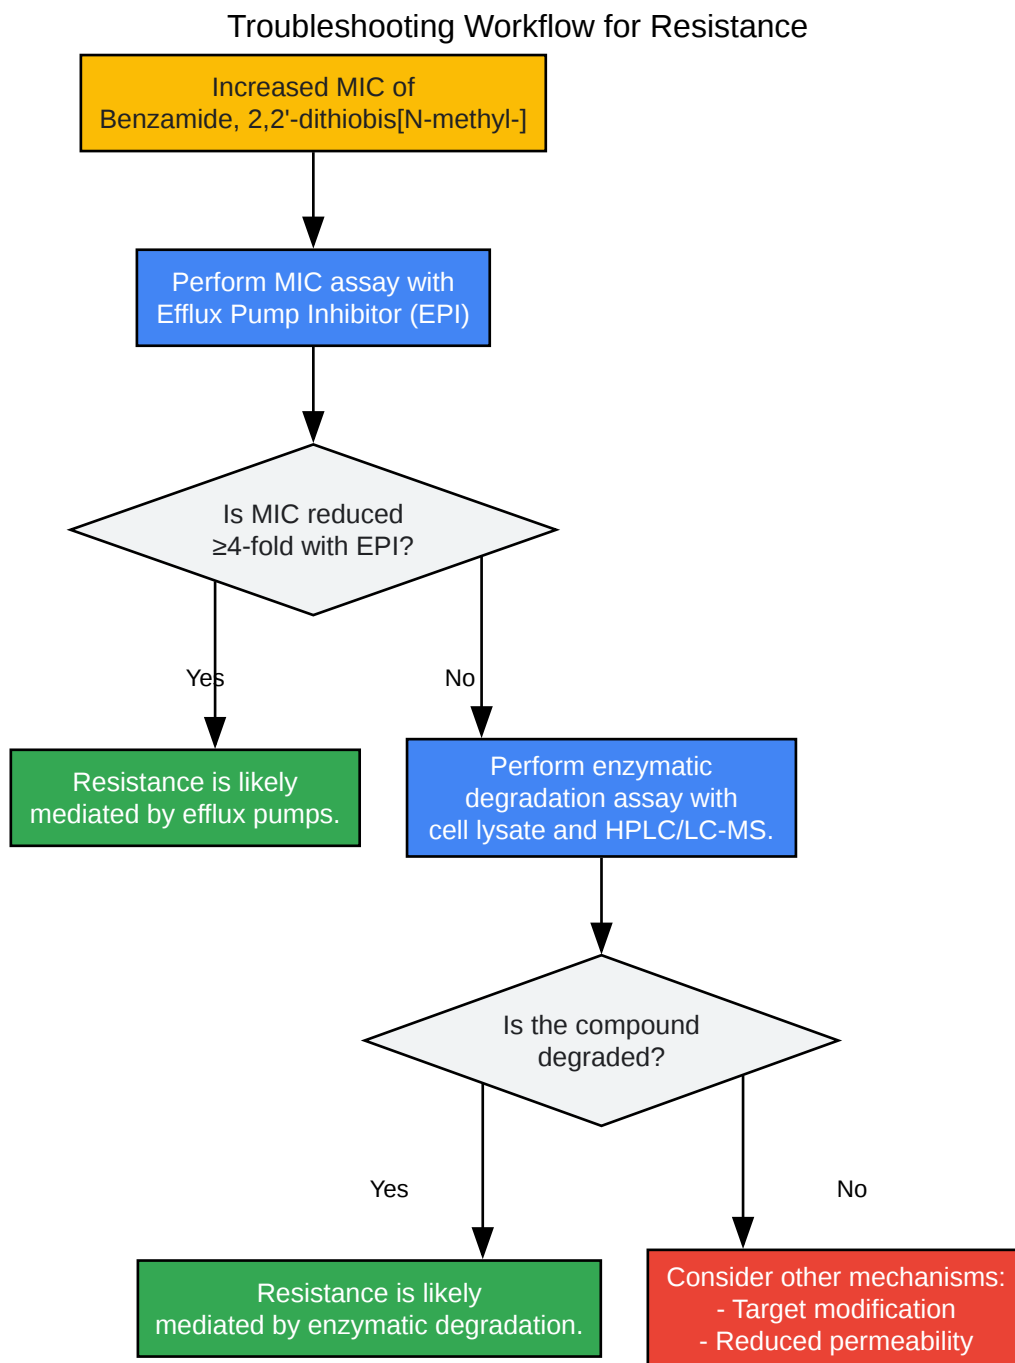 Troubleshooting Workflow for Resistance
Increased MIC of
Benzamide, 2,2'-dithiobis[N-methyl-]
Perform MIC assay with
Efflux Pump Inhibitor (EPI)
Is MIC reduced
≥4-fold with EPI?
Yes
No
Resistance is likely
mediated by efflux pumps.
Perform enzymatic
degradation assay with
cell lysate and HPLC/LC-MS.
Is the compound
degraded?
Yes
No
Resistance is likely
mediated by enzymatic degradation.
Consider other mechanisms:
- Target modification
- Reduced permeability